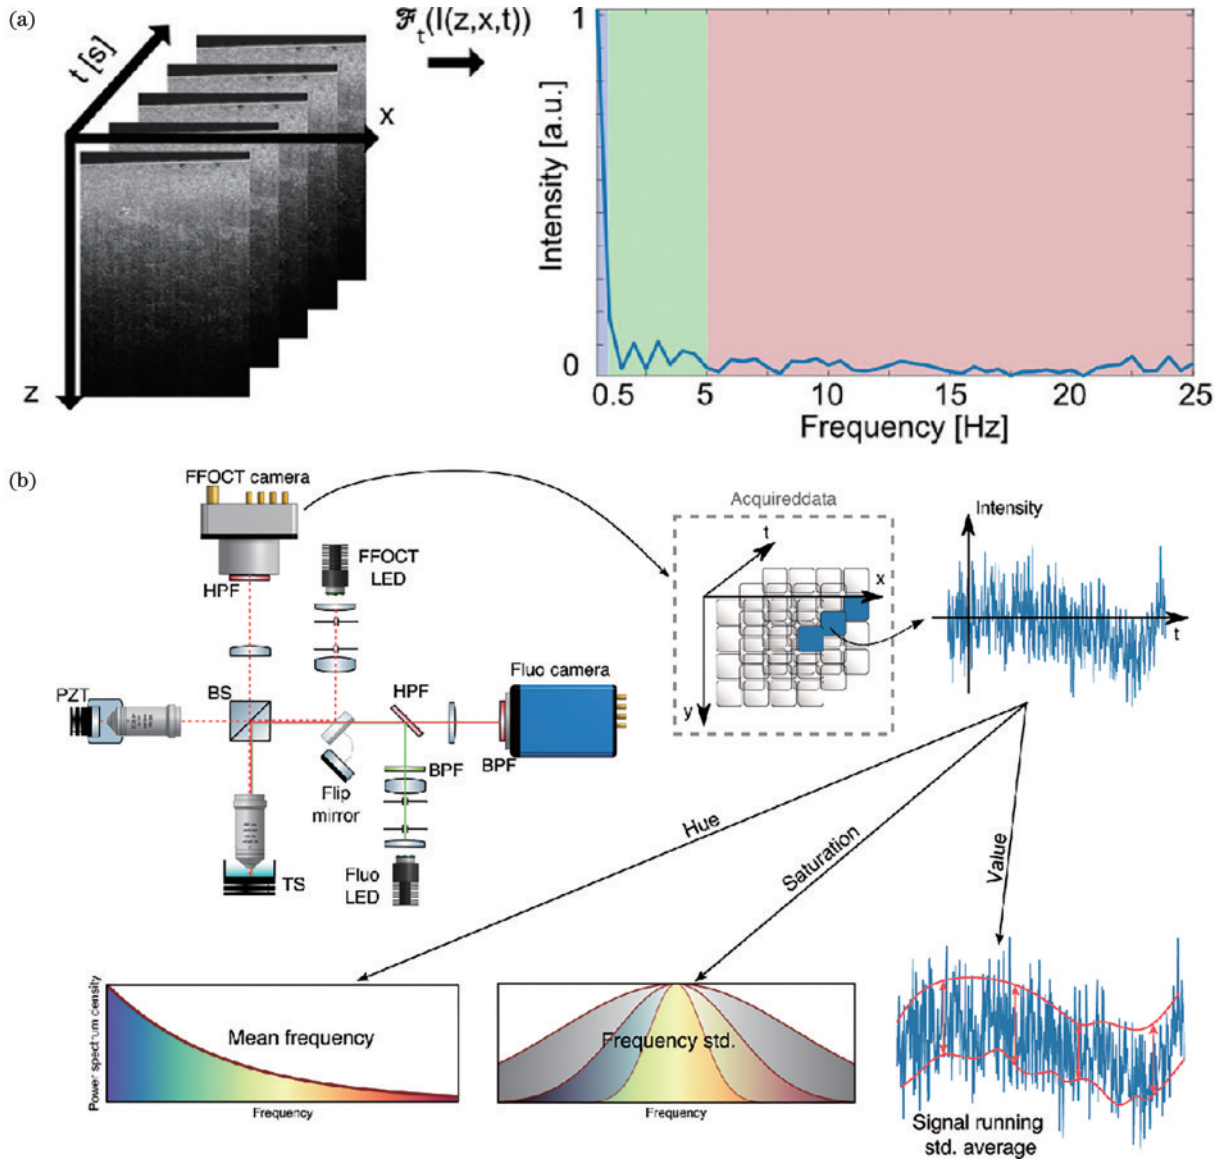 (a)
t [s]
x
z
ℱt(I(z,x,t))
1
Intensity [a.u.]
0
0.5 5 10 15 20 25
Frequency [Hz]
(b)
FFOCT camera
HPF
FFOCT
LED
PZT
BS
HPF
Fluo camera
BPF
BPF
Flip
mirror
TS
Fluo
LED
Acquireddata
t
x
y
Intensity
t
Hue
Saturation
Value
Power spectrum density
Mean frequency
Frequency
Frequency std.
Frequency
Signal running
std. average